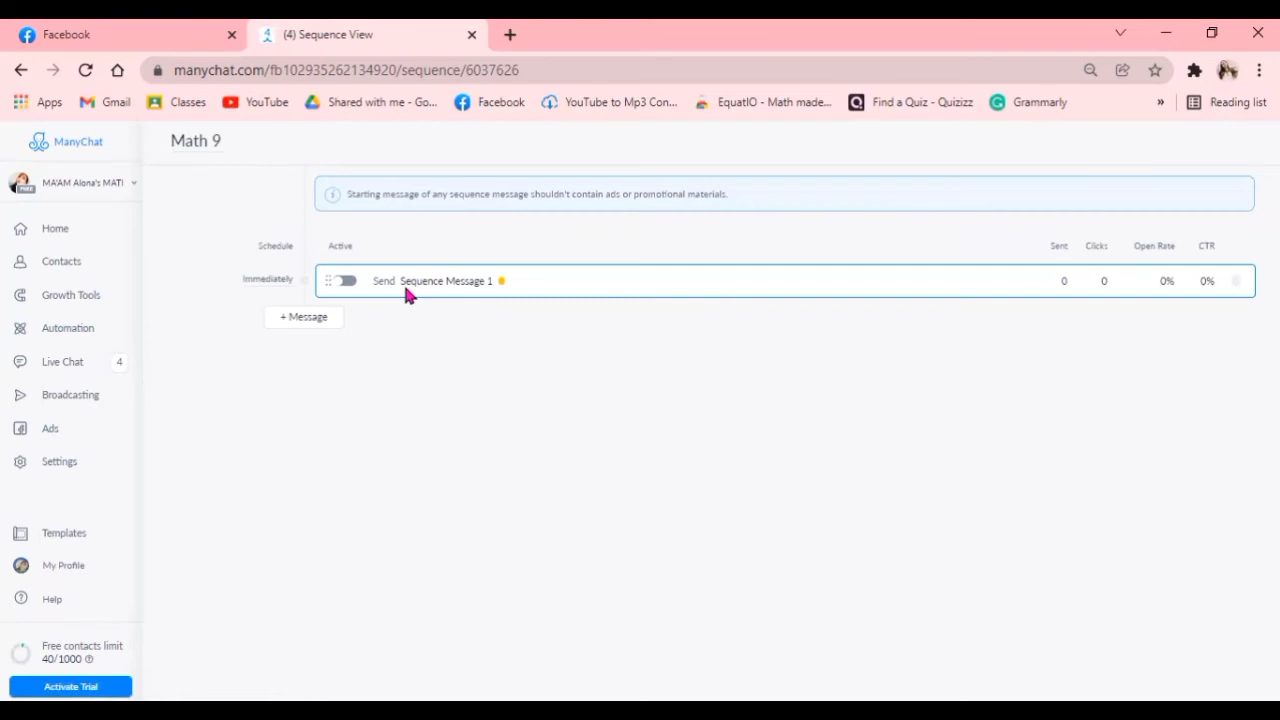 Facebook
(4) Sequence View
manychat.com/fb102935262134920/sequence/6037626
Apps Gmail Classes YouTube Shared with me - Go... Facebook YouTube to Mp3 Con... EquatIO - Math made... Find a Quiz - Quizizz Grammarly » Reading list
ManyChat
Math 9
MA'AM Alona's MATI
Starting message of any sequence message shouldn't contain ads or promotional materials.
Home
Contacts
Growth Tools
Automation
Live Chat 4
Broadcasting
Ads
Settings
Templates
My Profile
Help
Free contacts limit
40/1000
Activate Trial
Schedule Active Sent Clicks Open Rate CTR
Immediately Send Sequence Message 1 0 0 0% 0%
+ Message